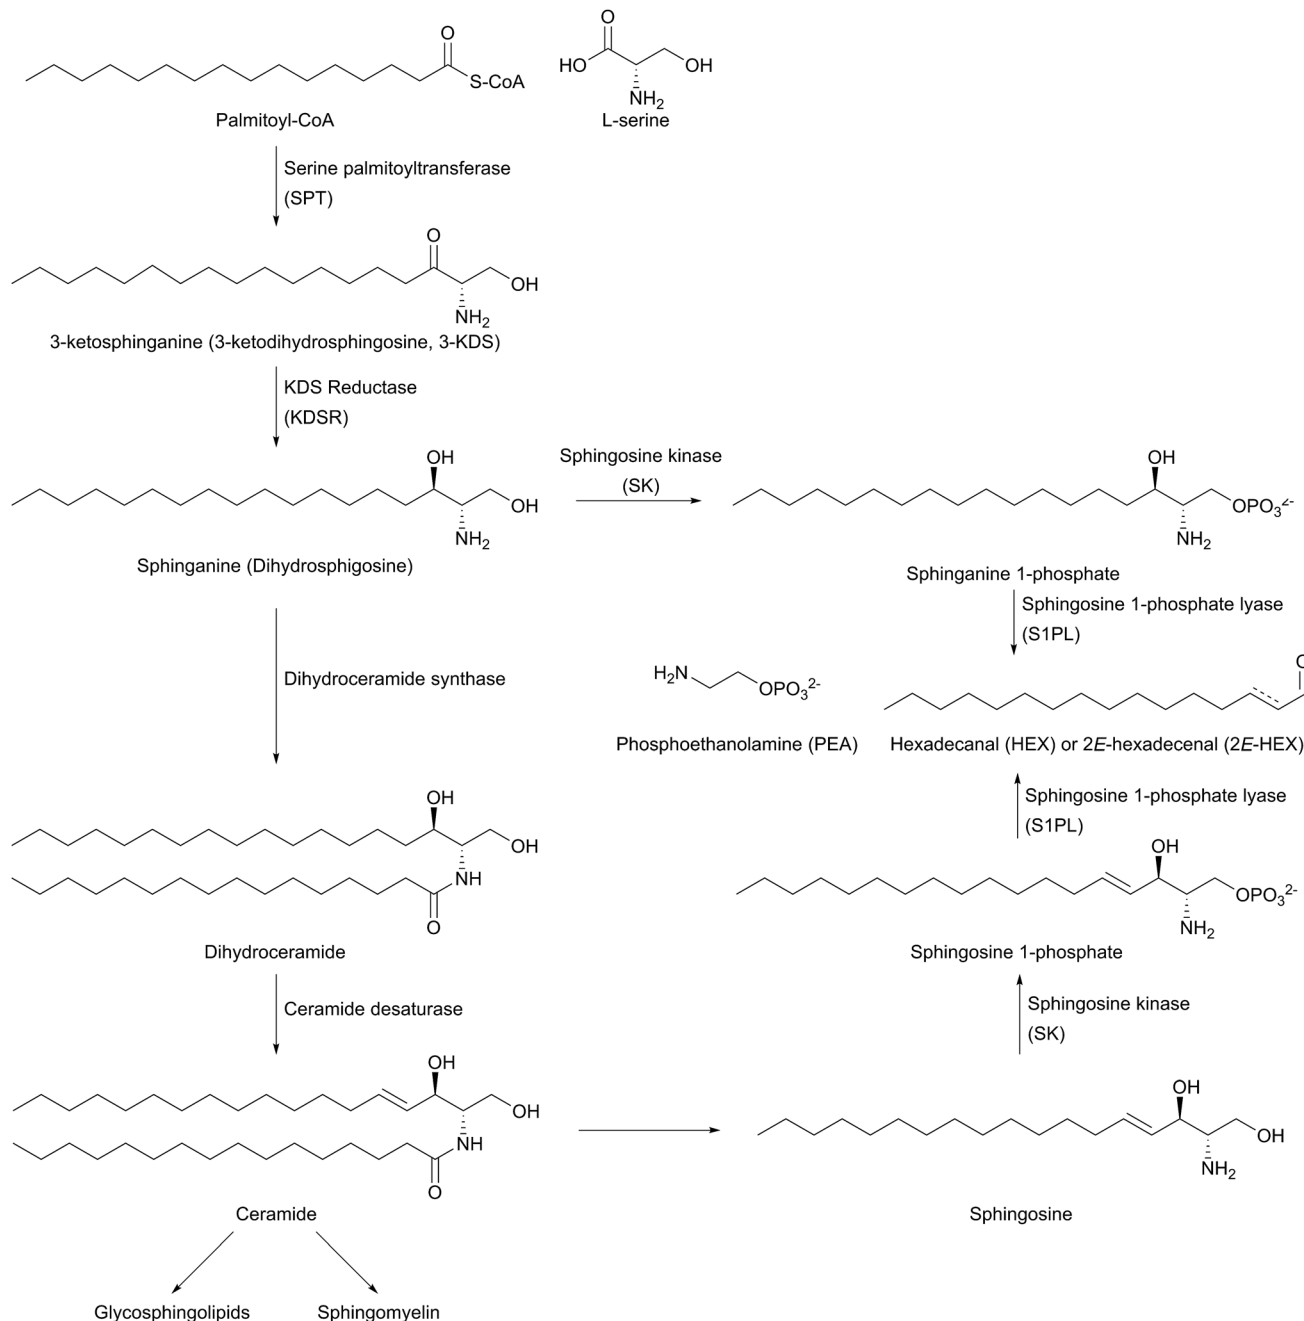 O
S-CoA
Palmitoyl-CoA
O
HO
OH
NH2
L-serine
Serine palmitoyltransferase
(SPT)
O
OH
NH2
3-ketosphinganine (3-ketodihydrosphingosine, 3-KDS)
KDS Reductase
(KDSR)
OH
OH
NH2
Sphinganine (Dihydrosphigosine)
Sphingosine kinase
(SK)
OH
OPO3 2-
NH2
Sphinganine 1-phosphate
Sphingosine 1-phosphate lyase
(S1PL)
Dihydroceramide synthase
H2N
OPO3 2-
Phosphoethanolamine (PEA)
Hexadecanal (HEX) or 2E-hexadecenal (2E-HEX)
Sphingosine 1-phosphate lyase
(S1PL)
OH
OH
NH
O
Dihydroceramide
OH
OPO3 2-
NH2
Sphingosine 1-phosphate
Ceramide desaturase
Sphingosine kinase
(SK)
OH
OH
NH
O
Ceramide
OH
OH
NH2
Sphingosine
Glycosphingolipids
Sphingomyelin